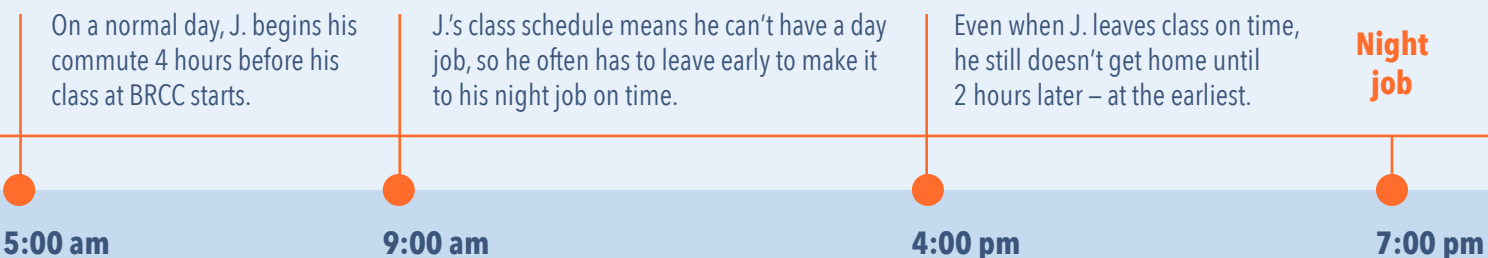 On a normal day, J. begins his
commute 4 hours before his
class at BRCC starts.
J.’s class schedule means he can’t have a day
job, so he often has to leave early to make it
to his night job on time.
Even when J. leaves class on time,
he still doesn’t get home until
2 hours later – at the earliest.
Night
job
5:00 am
9:00 am
4:00 pm
7:00 pm